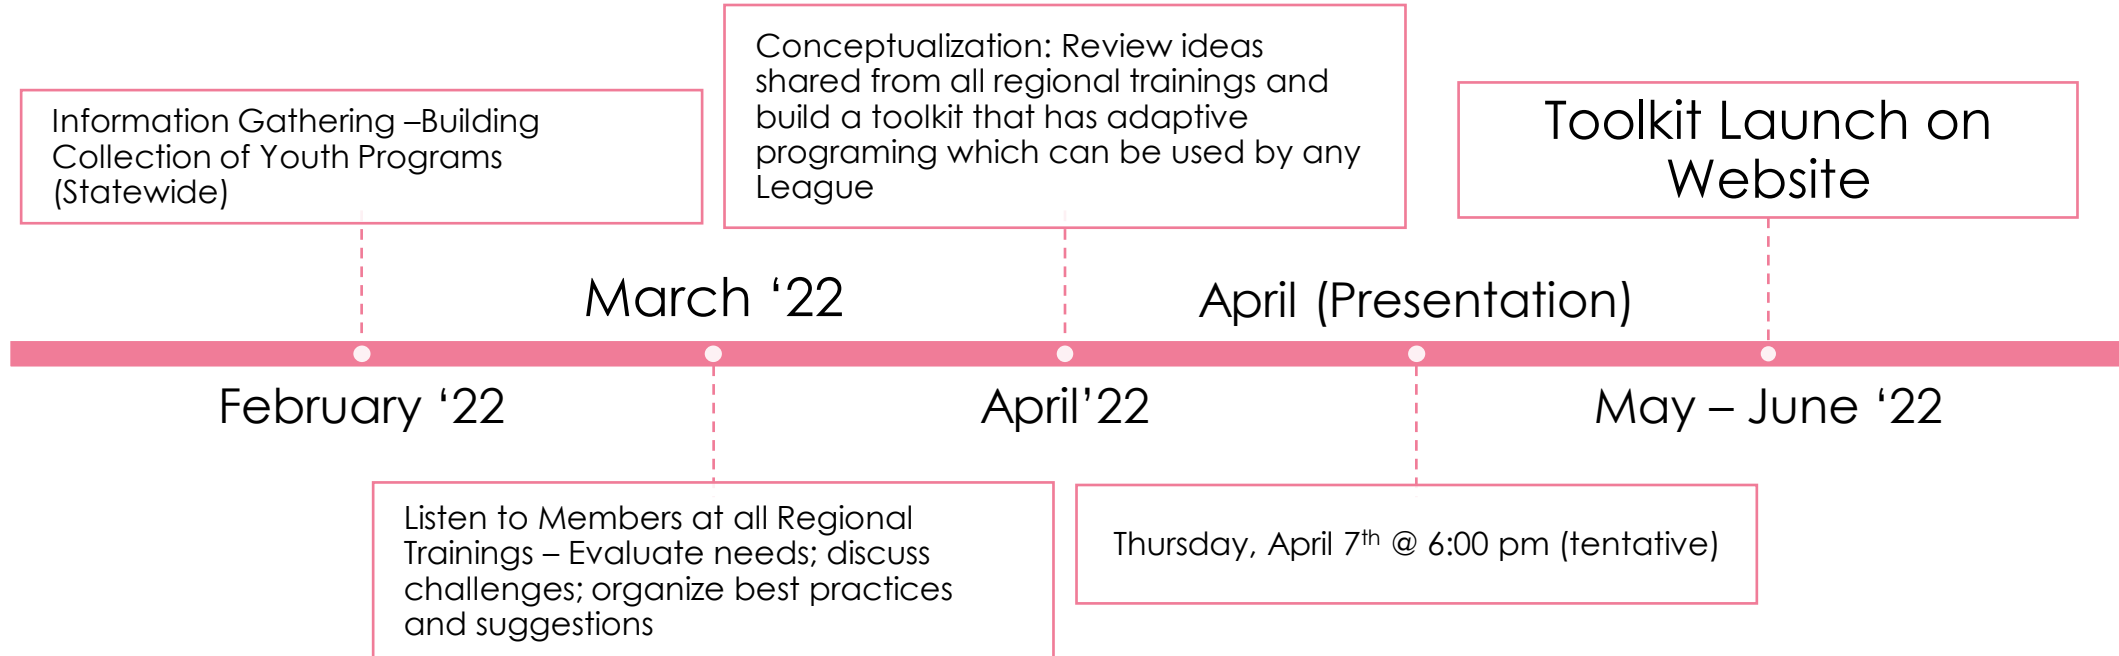 Information Gathering –Building
Collection of Youth Programs
(Statewide)
Conceptualization: Review ideas
shared from all regional trainings and
build a toolkit that has adaptive
programing which can be used by any
League
Toolkit Launch on
Website
March ‘22
April (Presentation)
February ‘22
April’22
May – June ‘22
Listen to Members at all Regional
Trainings – Evaluate needs; discuss
challenges; organize best practices
and suggestions
Thursday, April 7th @ 6:00 pm (tentative)